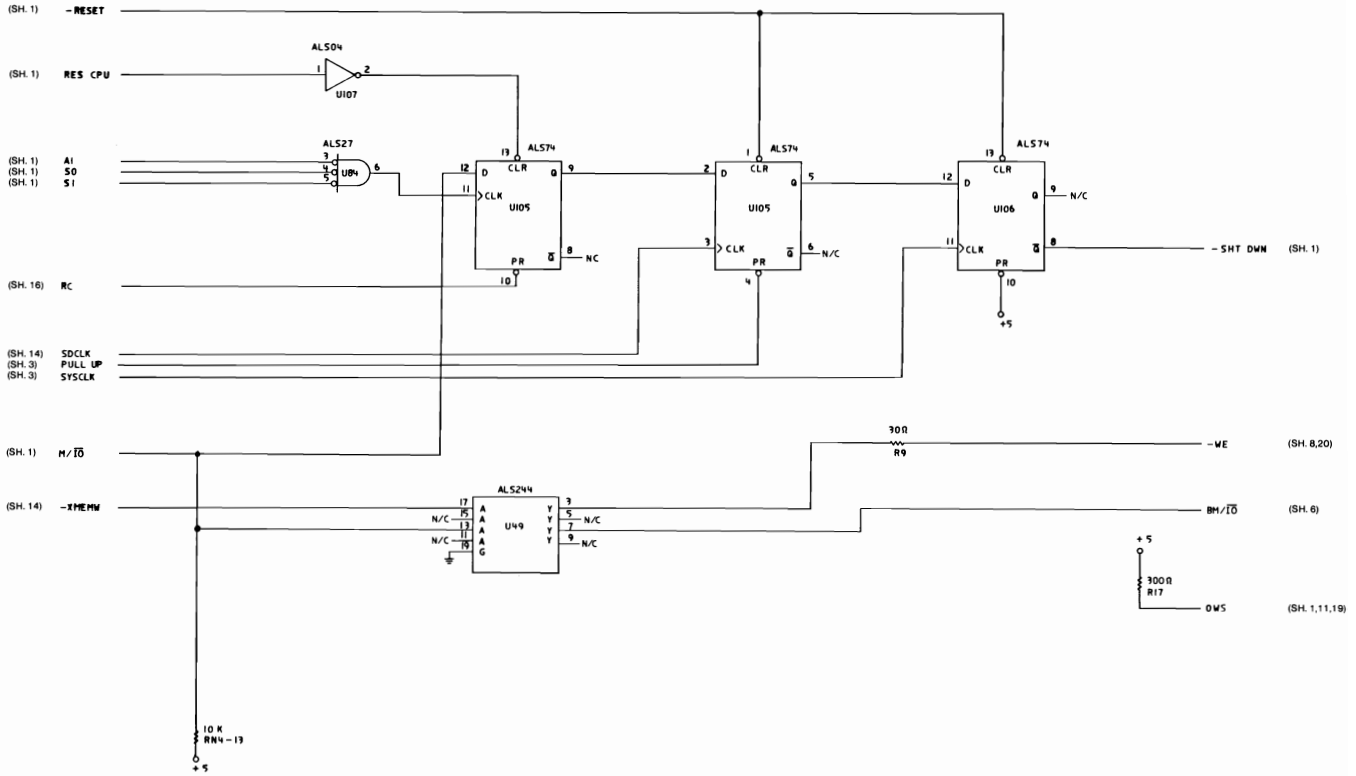 (SH. 1) -RESET
ALS04
(SH. 1) RES CPU 1 2
U107
ALS27
(SH. 1) A1 3
(SH. 1) S0 4 U84 6
(SH. 1) S1 5
ALS74
13
CLR
12 D Q 9
11 CLK
U105
Q̅ 8 NC
PR
10
ALS74
1
CLR
2 D Q 5
U105
3 CLK Q̅ 6 N/C
PR
4
ALS74
13
CLR
12 D Q 9 N/C
U106
11 CLK Q̅ 8 -SHT DWN (SH. 1)
PR
10
+5
(SH. 16) RC
(SH. 14) SDCLK
(SH. 3) PULL UP
(SH. 3) SYSCLK
30Ω
R9
-WE (SH. 8,20)
(SH. 1) M/I̅O̅
ALS244
(SH. 14) -XMEMW 17 A Y 3
N/C 15 A Y 5 N/C
13 A U49 Y 7
N/C 11 A Y 9 N/C
19 G
BM/I̅O̅ (SH. 6)
+5
300Ω
R17
OWS (SH. 1,11,19)
10 K
RN4-13
+5